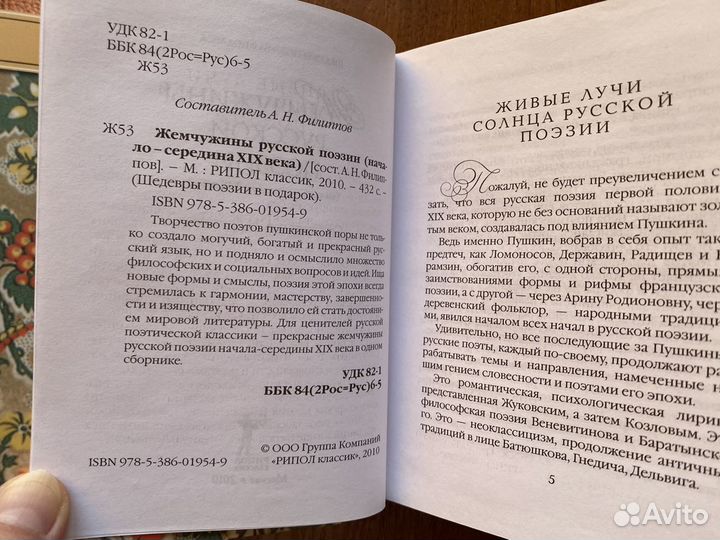 УДК 82-1
ББК 84(2Рос=Рус)6-5
Ж53
Составитель А. Н. Филиппов
Ж53 Жемчужины русской поэзии (нача-
ло – середина XIX века) / [сост. А. Н. Филип-
пов]. – М. : РИПОЛ классик, 2010. – 432 с. –
(Шедевры поэзии в подарок).
ISBN 978-5-386-01954-9
Творчество поэтов пушкинской поры не толь-
ко создало могучий, богатый и прекрасный рус-
ский язык, но и подняло и осмыслило множество
философских и социальных вопросов и идей. Ища
новые формы и смыслы, поэзия этой эпохи всегда
стремилась к гармонии, мастерству, завершенно-
сти и изяществу, что позволило ей стать достояни-
ем мировой литературы. Для ценителей русской
поэтической классики – прекрасные жемчужины
русской поэзии начала-середины XIX века в одном
сборнике.
УДК 82-1
ББК 84(2Рос=Рус)6-5
© ООО Группа Компаний
«РИПОЛ классик», 2010
ISBN 978-5-386-01954-9
ЖИВЫЕ ЛУЧИ
СОЛНЦА РУССКОЙ
ПОЭЗИИ
Пожалуй, не будет преувеличением с
зать, что вся русская поэзия первой полови
XIX века, которую не без оснований называют зол
тым веком, создавалась под влиянием Пушкина.
Ведь именно Пушкин, вобрав в себя опыт так
предтеч, как Ломоносов, Державин, Радищев и К
рамзин, обогатив его, с одной стороны, прямы
заимствованиями формы и рифмы французск
поэзии, а с другой – через Арину Родионовну, чер
деревенский фольклор, — народными традици
ми, явился началом всех начал в русской поэзии.
Удивительно, но все последующие за Пушкин
русские поэты, каждый по-своему, продолжают ра
рабатывать темы и направления, намеченные н
шим гением словесности и поэтами его эпохи.
Это романтическая, психологическая лири
представленная Жуковским, а затем Козловым. Эт
философская поэзия Веневитинова и Баратынско
го. Это — неоклассицизм, продолжение античны
традиций в лице Батюшкова, Гнедича, Дельвига.
5
Avito